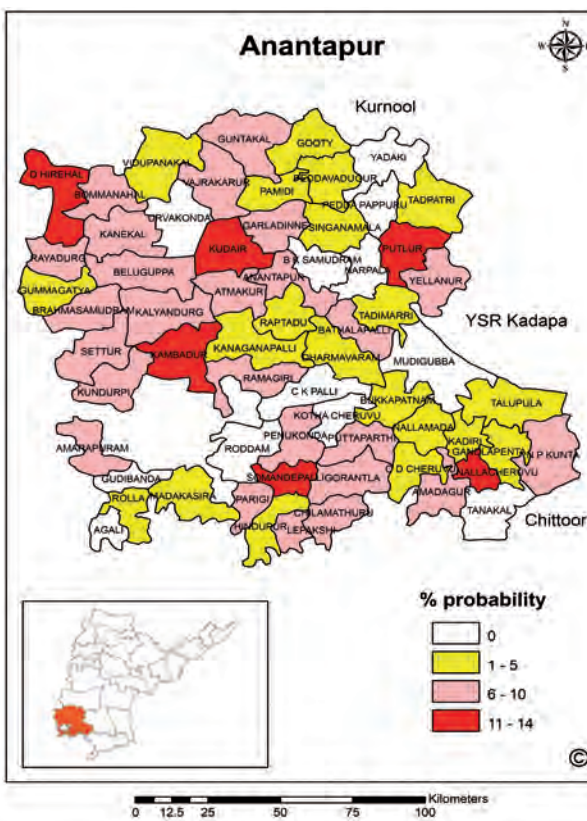 Anantapur
N
W E
S
Kurnool
GUNTAKAL
GOOTY
YADAKI
VIDUPANAKAL
D HIREHAL
BOMMANAHAL
VAJRAKARUR
PAMIDI
PEDDAVADUGUR
TADPATRI
PEDDA PAPPURU
URVAKONDA
GARLADINNE
SINGANAMALA
KANEKAL
KUDAIR
PUTLUR
RAYADURG
BELUGUPPA
B K SAMUDRAM
NARPALA
ANANTAPUR
YELLANUR
GUMMAGATYA
ATMAKUR
BRAHMASAMUDRAM
KALYANDURG
RAPTADU
TADIMARRI
YSR Kadapa
BATHALAPALLI
SETTUR
KAMBADUR
KANAGANAPALLI
DHARMAVARAM
MUDIGUBBA
RAMAGIRI
KUNDURPI
C K PALLI
BUKKAPATNAM
TALUPULA
KOTHA CHERUVU
NALLAMADA
PENUKONDA
PUTTAPARTHI
KADIRI
AMARAPURAM
RODDAM
GANDLAPENTA
N P KUNTA
GUDIBANDA
SOMANDEPALLI
GORANTLA
O D CHERUVU
NALLACHERUVU
ROLLA
MADAKASIRA
PARIGI
AMADAGUR
CHILAMATHURU
TANAKAL
Chittoor
AGALI
HINDUPUR
LEPAKSHI
% probability
0
1 - 5
6 - 10
11 - 14
©
0 12.5 25 50 75 100 Kilometers